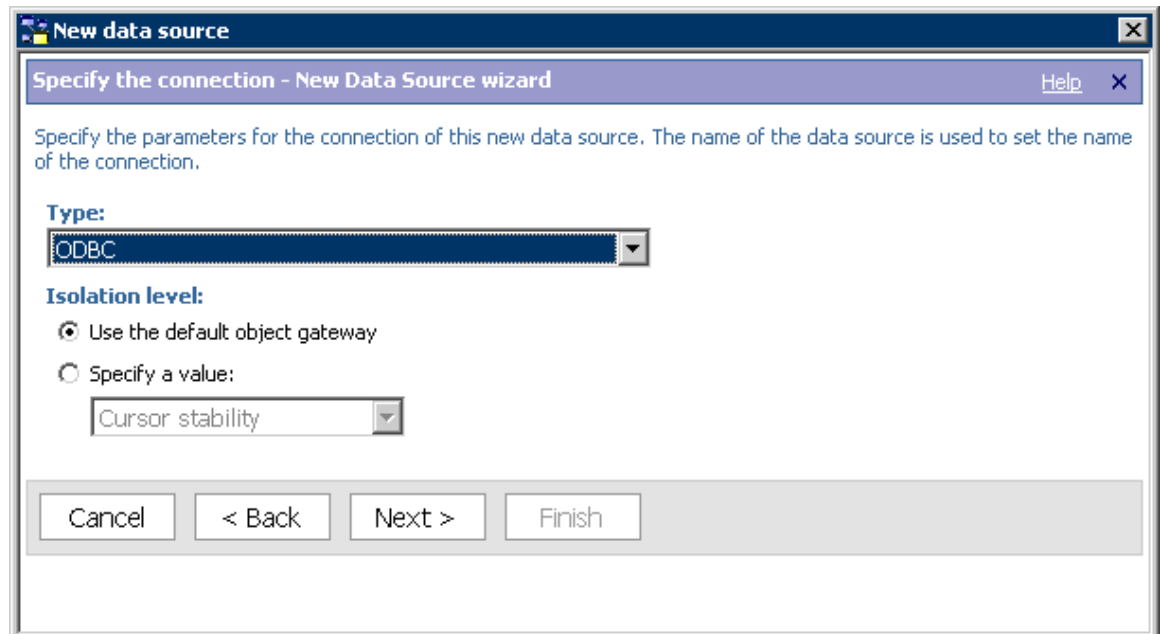 New data source
Specify the connection - New Data Source wizard Help
Specify the parameters for the connection of this new data source. The name of the data source is used to set the name
of the connection.
Type:
ODBC
Isolation level:
Use the default object gateway
Specify a value:
Cursor stability
Cancel < Back Next > Finish